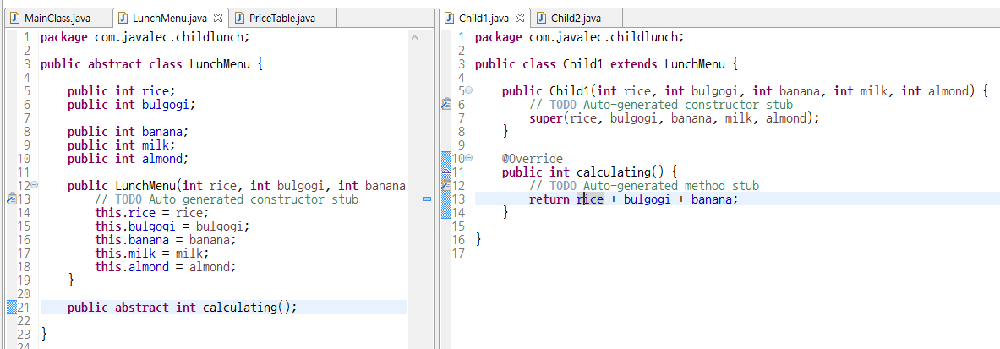 MainClass.java LunchMenu.java PriceTable.java
1 package com.javalec.childlunch;
2
3 public abstract class LunchMenu {
4
5 public int rice;
6 public int bulgogi;
7
8 public int banana;
9 public int milk;
10 public int almond;
11
12 public LunchMenu(int rice, int bulgogi, int banana
13 // TODO Auto-generated constructor stub
14 this.rice = rice;
15 this.bulgogi = bulgogi;
16 this.banana = banana;
17 this.milk = milk;
18 this.almond = almond;
19 }
20
21 public abstract int calculating();
22
23 }
24
Child1.java Child2.java
1 package com.javalec.childlunch;
2
3 public class Child1 extends LunchMenu {
4
5 public Child1(int rice, int bulgogi, int banana, int milk, int almond) {
6 // TODO Auto-generated constructor stub
7 super(rice, bulgogi, banana, milk, almond);
8 }
9
10 @Override
11 public int calculating() {
12 // TODO Auto-generated method stub
13 return rice + bulgogi + banana;
14 }
15
16 }
17